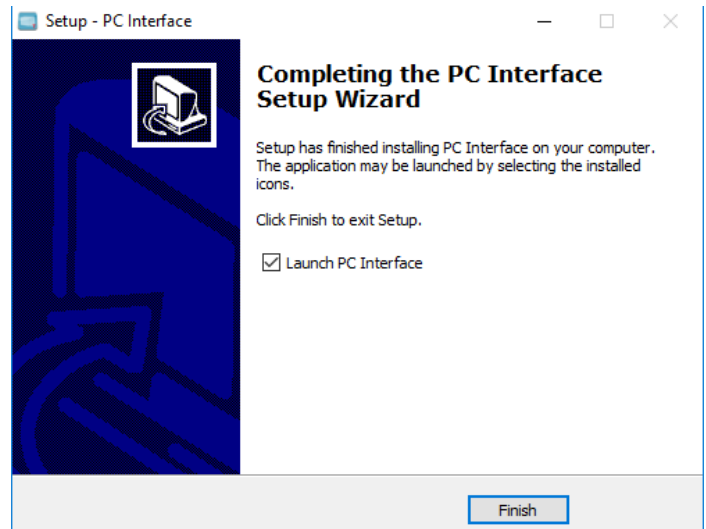 Setup - PC Interface
Completing the PC Interface
Setup Wizard
Setup has finished installing PC Interface on your computer.
The application may be launched by selecting the installed
icons.
Click Finish to exit Setup.
Launch PC Interface
Finish